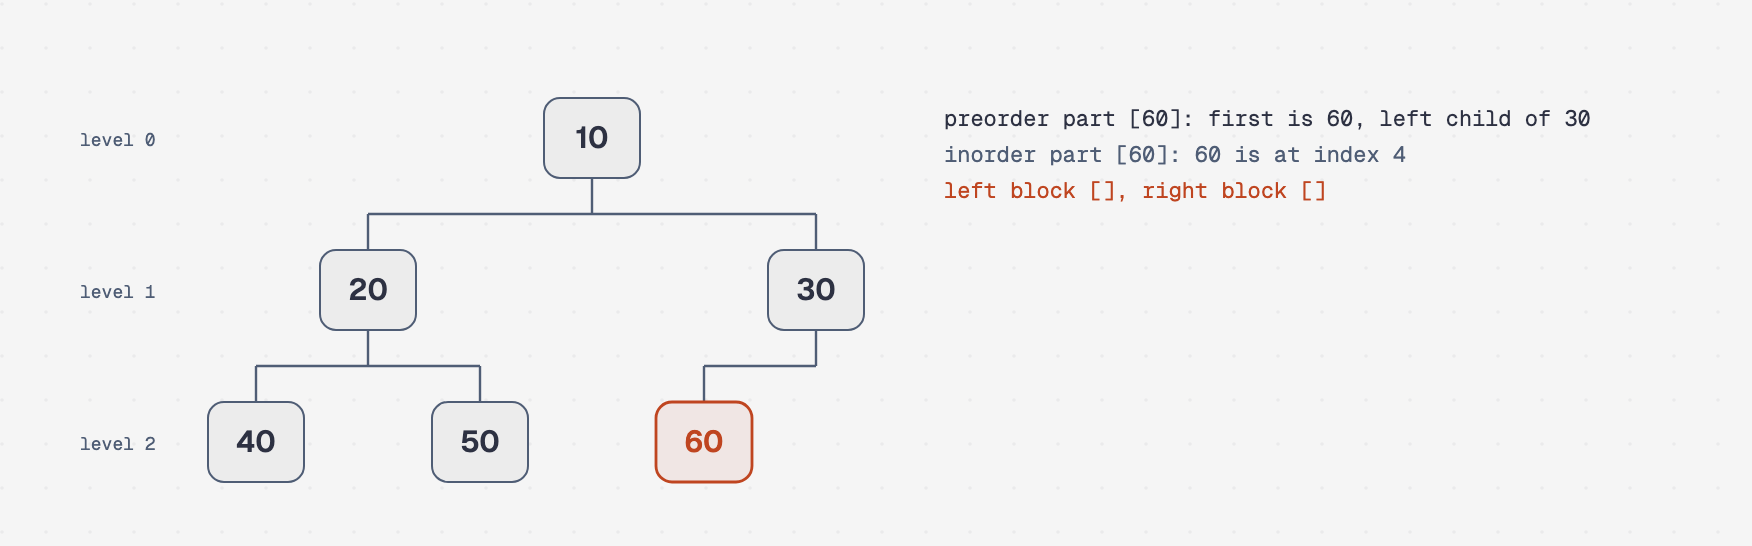 level 0
10
preorder part [60]: first is 60, left child of 30
inorder part [60]: 60 is at index 4
left block [], right block []
level 1
20
30
level 2
40
50
60